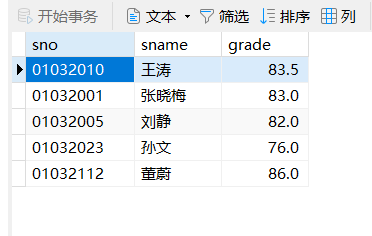 开始事务 文本 筛选 排序 列
sno sname grade
01032010 王涛 83.5
01032001 张晓梅 83.0
01032005 刘静 82.0
01032023 孙文 76.0
01032112 董蔚 86.0